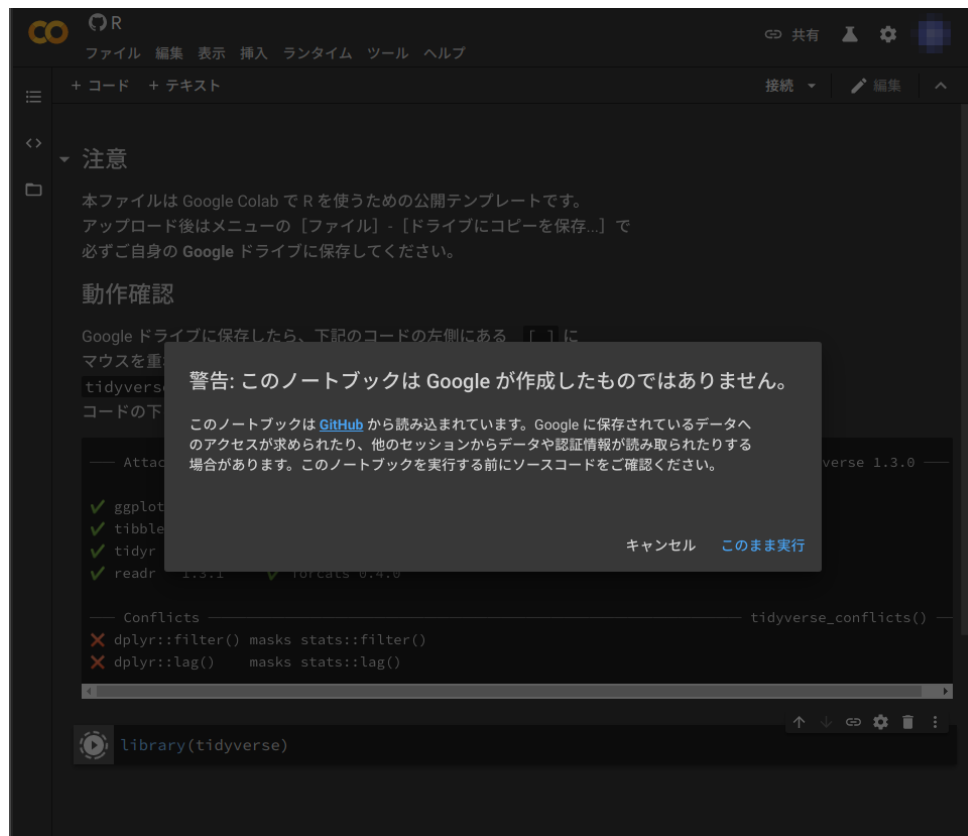 R
ファイル 編集 表示 挿入 ランタイム ツール ヘルプ
共有
+ コード + テキスト
接続
編集
注意
本ファイルは Google Colab で R を使うための公開テンプレートです。
アップロード後はメニューの［ファイル］-［ドライブにコピーを保存...］で
必ずご自身の Google ドライブに保存してください。
動作確認
Google ドライブに保存したら、下記のコードの左側にある [ ] に
マウスを重
tidyvers
コードの下
警告: このノートブックは Google が作成したものではありません。
このノートブックは GitHub から読み込まれています。Google に保存されているデータへ
のアクセスが求められたり、他のセッションからデータや認証情報が読み取られたりする
場合があります。このノートブックを実行する前にソースコードをご確認ください。
キャンセル このまま実行
── Attac
verse 1.3.0 ──
✔ ggplot
✔ tibble
✔ tidyr
✔ readr 1.3.1 ✔ forcats 0.4.0
── Conflicts ── tidyverse_conflicts() ──
✖ dplyr::filter() masks stats::filter()
✖ dplyr::lag() masks stats::lag()
library(tidyverse)